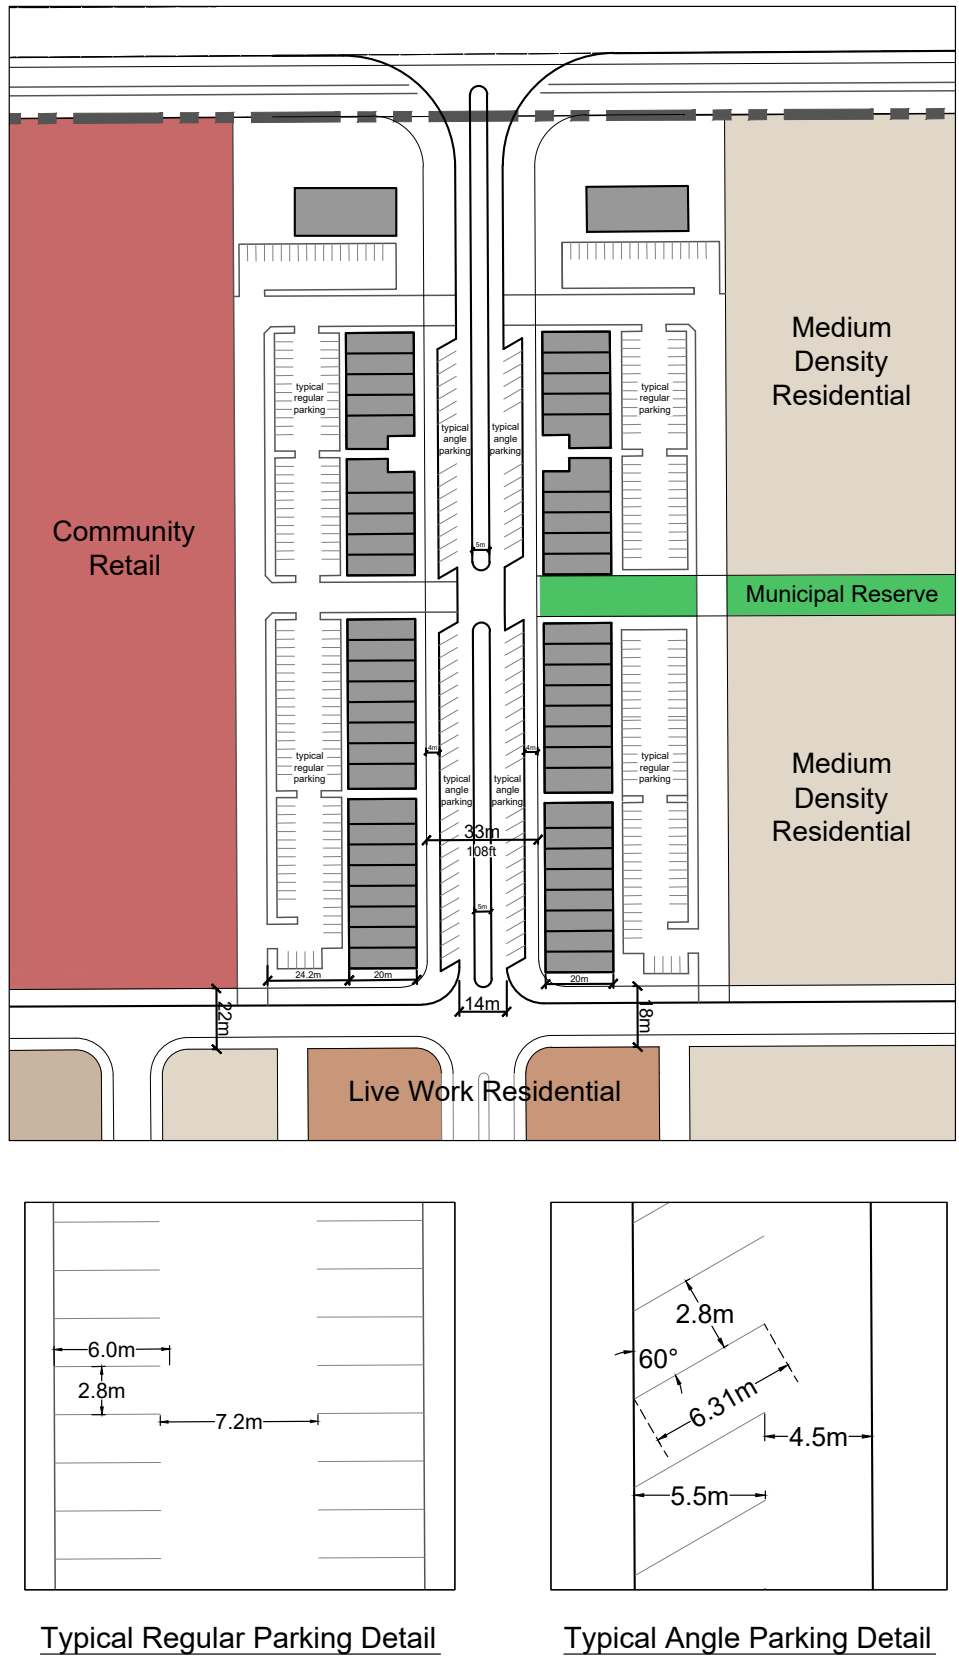 Medium
Density
Residential
typical
regular
parking
typical
regular
parking
typical
angle
parking
typical
angle
parking
Community
Retail
5m
Municipal Reserve
4m
4m
typical
regular
parking
typical
regular
parking
typical
angle
parking
typical
angle
parking
Medium
Density
Residential
33m
108ft
5m
24.2m
20m
20m
14m
22m
18m
Live Work Residential
6.0m
2.8m
7.2m
2.8m
60°
6.31m
4.5m
5.5m
Typical Regular Parking Detail
Typical Angle Parking Detail